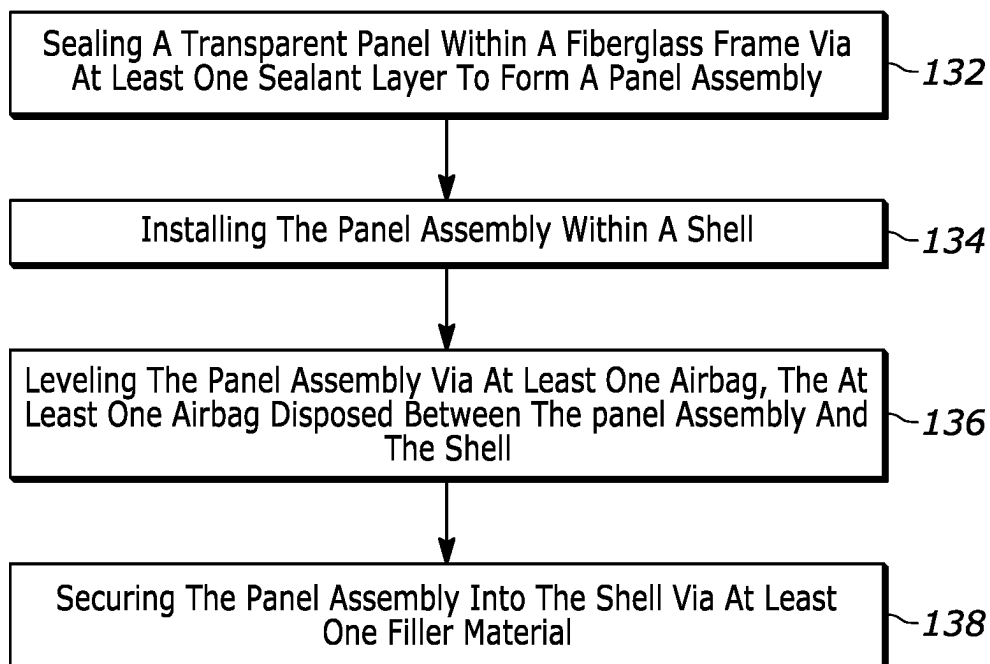 Sealing A Transparent Panel Within A Fiberglass Frame Via
At Least One Sealant Layer To Form A Panel Assembly
132
Installing The Panel Assembly Within A Shell
134
Leveling The Panel Assembly Via At Least One Airbag, The At
Least One Airbag Disposed Between The panel Assembly And
The Shell
136
Securing The Panel Assembly Into The Shell Via At Least
One Filler Material
138